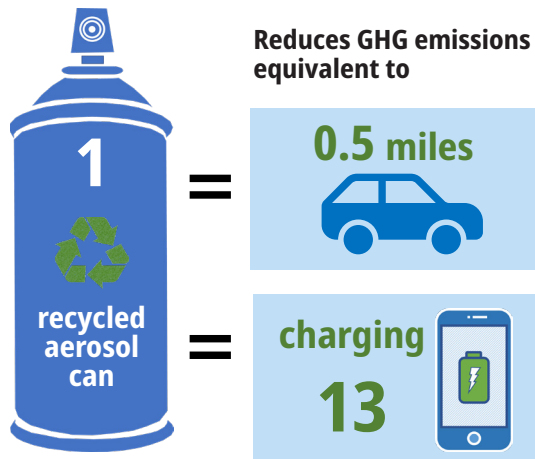 1
recycled
aerosol
can
Reduces GHG emissions
equivalent to
=
0.5 miles
=
charging
13